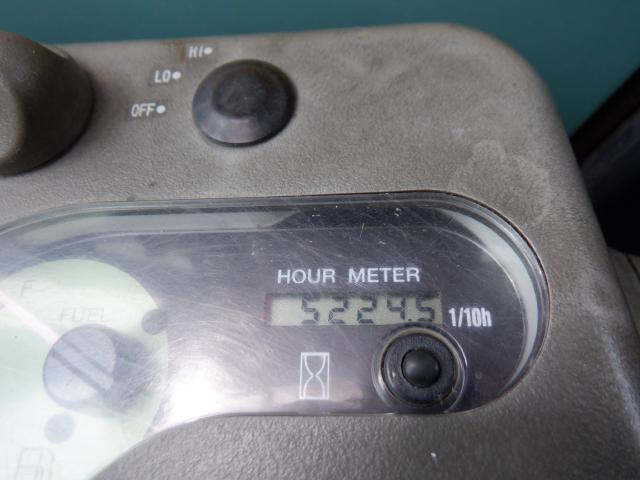 HI
LO
OFF
HOUR METER
5224.5 1/10h
F
FUEL